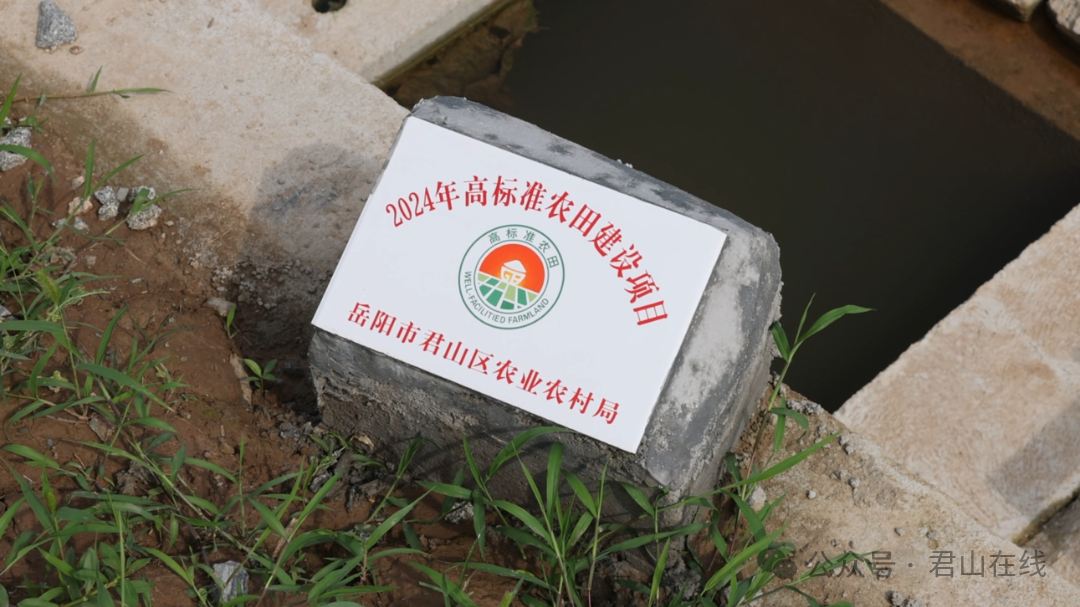 2024年高标准农田建设项目
高标准农田
WELL-FACILITIED FARMLAND
岳阳市君山区农业农村局
公众号 · 君山在线